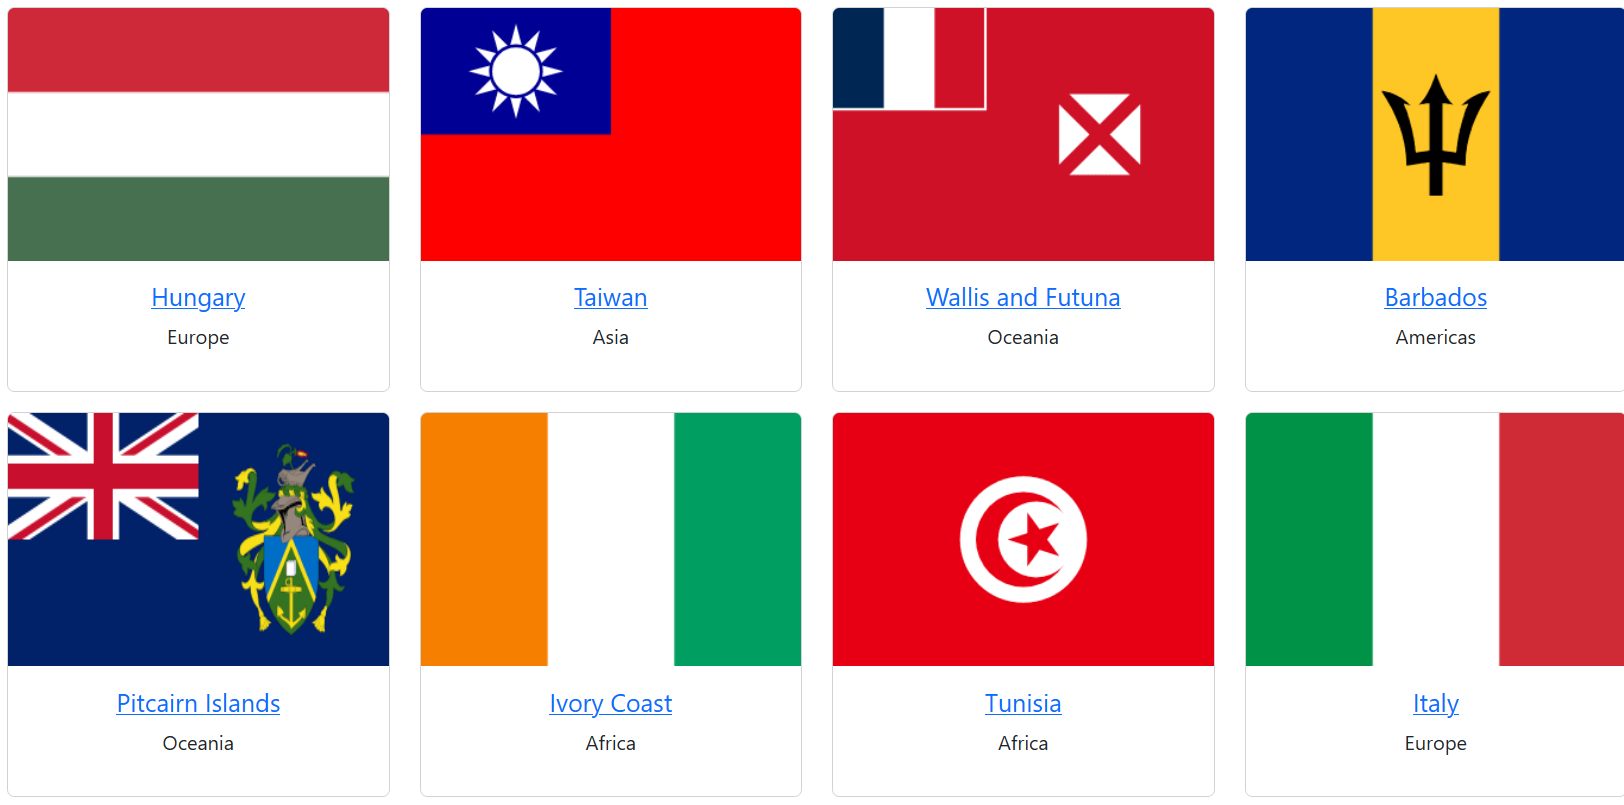 Hungary
Europe
Taiwan
Asia
Wallis and Futuna
Oceania
Barbados
Americas
Pitcairn Islands
Oceania
Ivory Coast
Africa
Tunisia
Africa
Italy
Europe